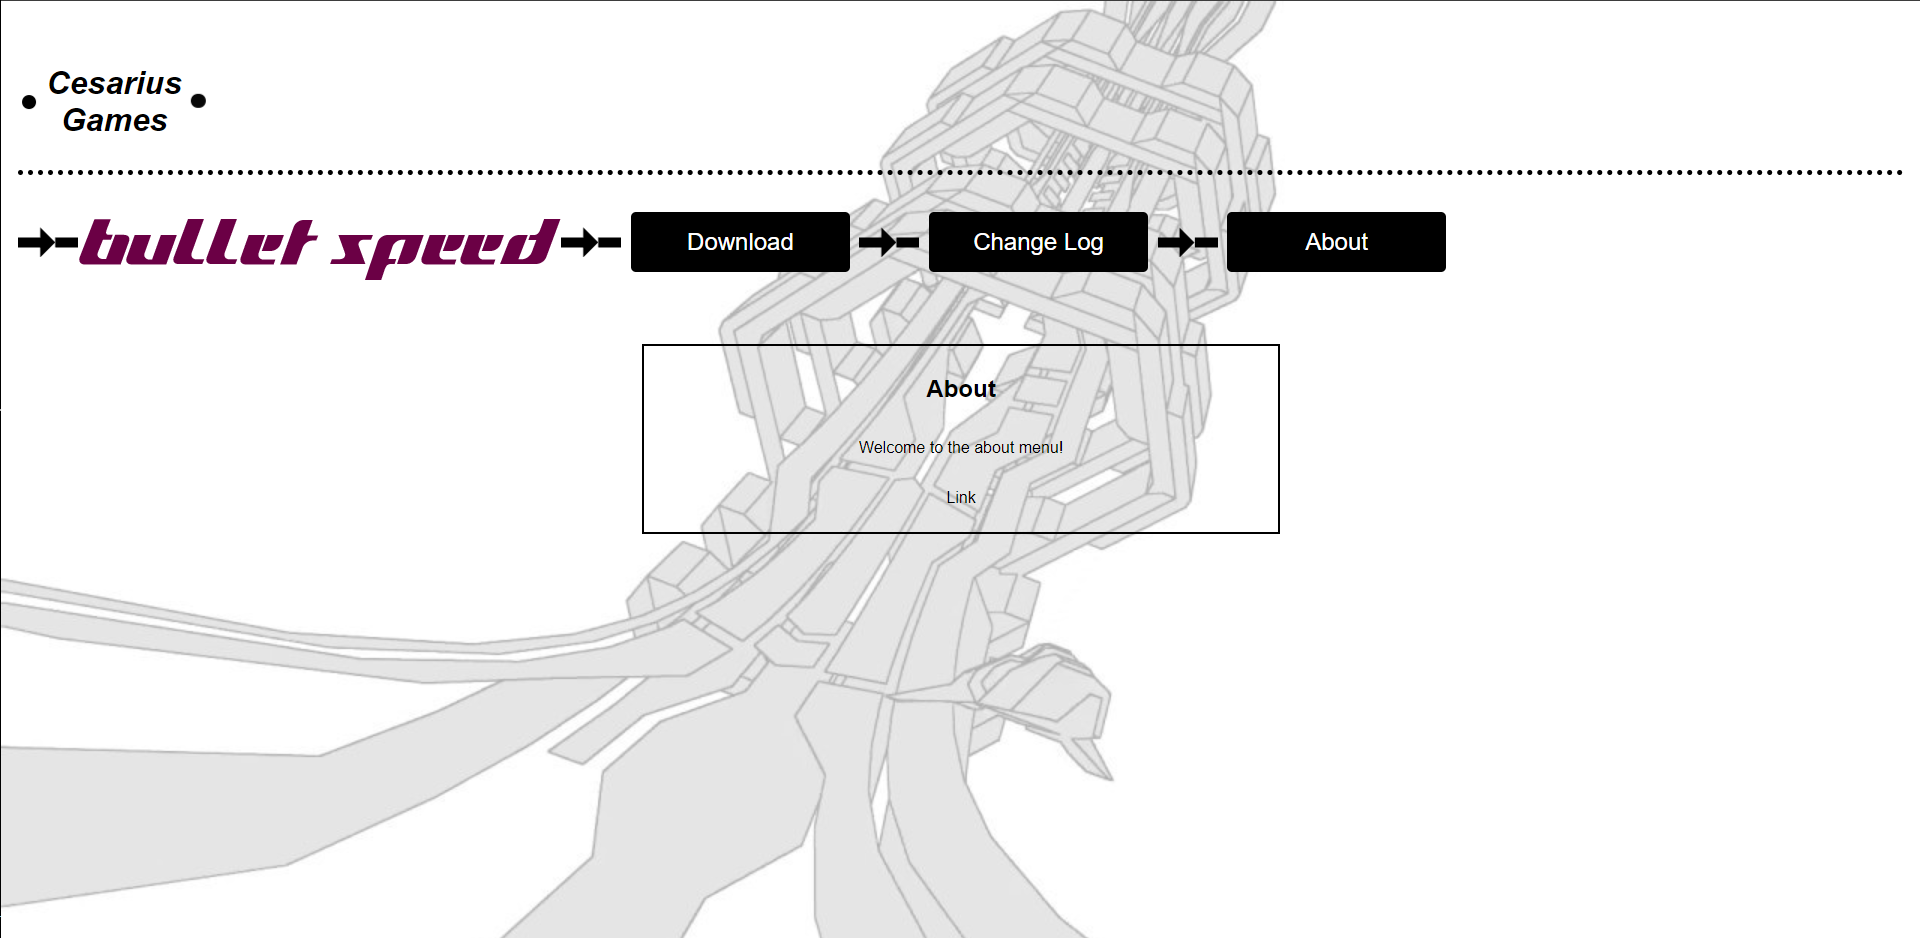 Cesarius
Games
bullet speed
Download
Change Log
About
About
Welcome to the about menu!
Link